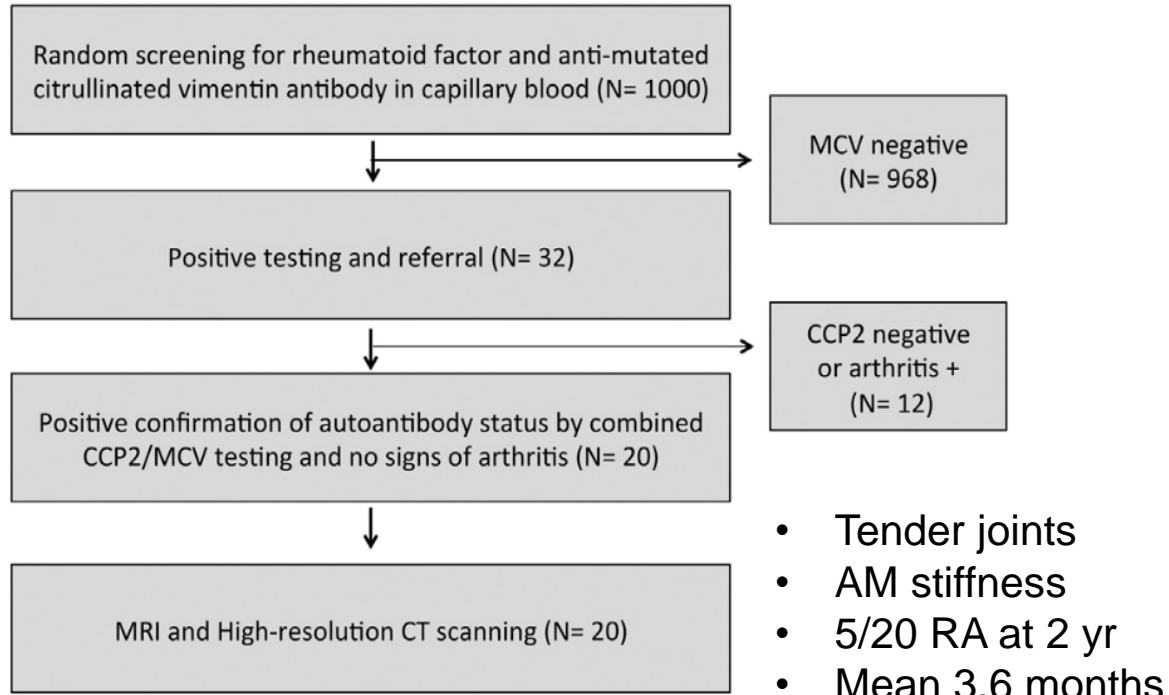 Random screening for rheumatoid factor and anti-mutated
citrullinated vimentin antibody in capillary blood (N= 1000)
MCV negative
(N= 968)
Positive testing and referral (N= 32)
CCP2 negative
or arthritis +
(N= 12)
Positive confirmation of autoantibody status by combined
CCP2/MCV testing and no signs of arthritis (N= 20)
MRI and High-resolution CT scanning (N= 20)
• Tender joints
• AM stiffness
• 5/20 RA at 2 yr
• Mean 3.6 months